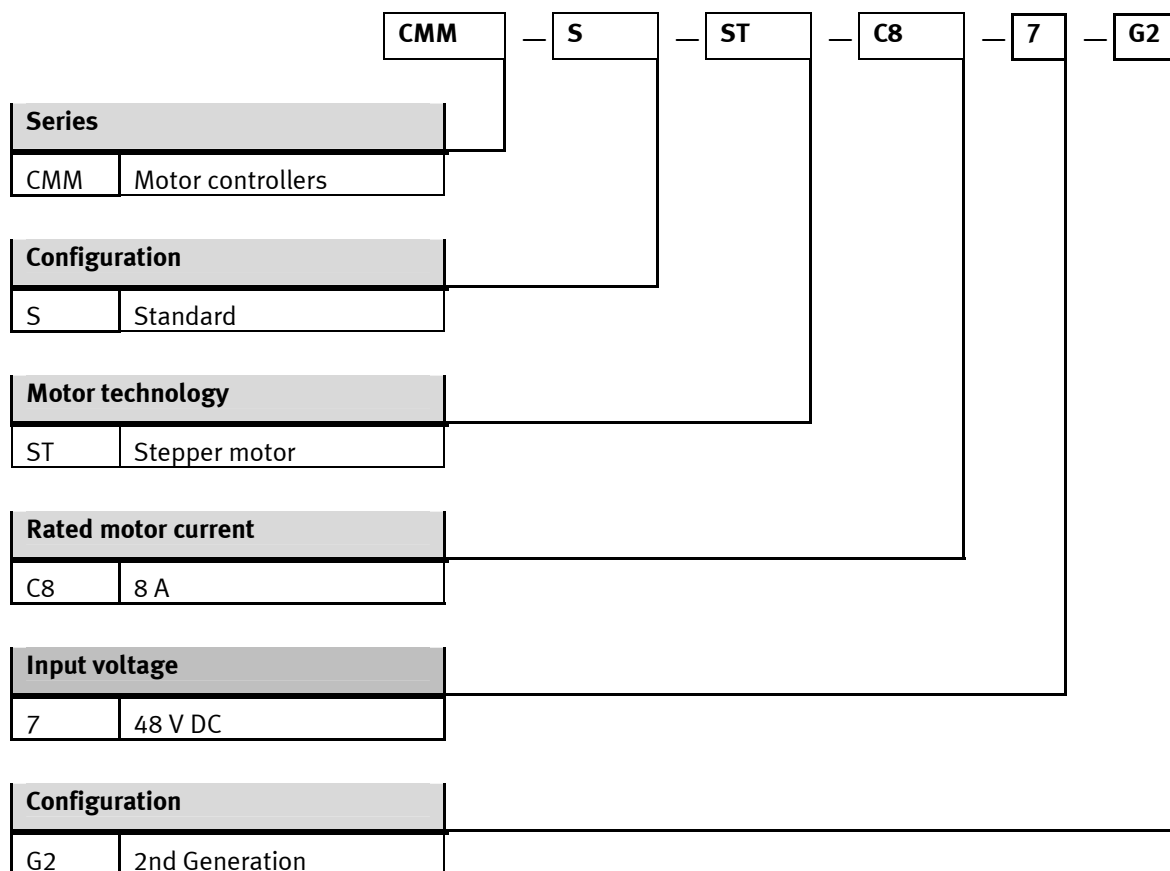 CMM — S — ST — C8 — 7 — G2
Series
CMM Motor controllers
Configuration
S Standard
Motor technology
ST Stepper motor
Rated motor current
C8 8 A
Input voltage
7 48 V DC
Configuration
G2 2nd Generation